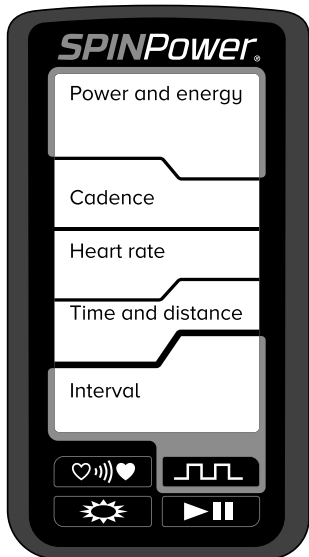 SPINPower®
Power and energy
Cadence
Heart rate
Time and distance
Interval